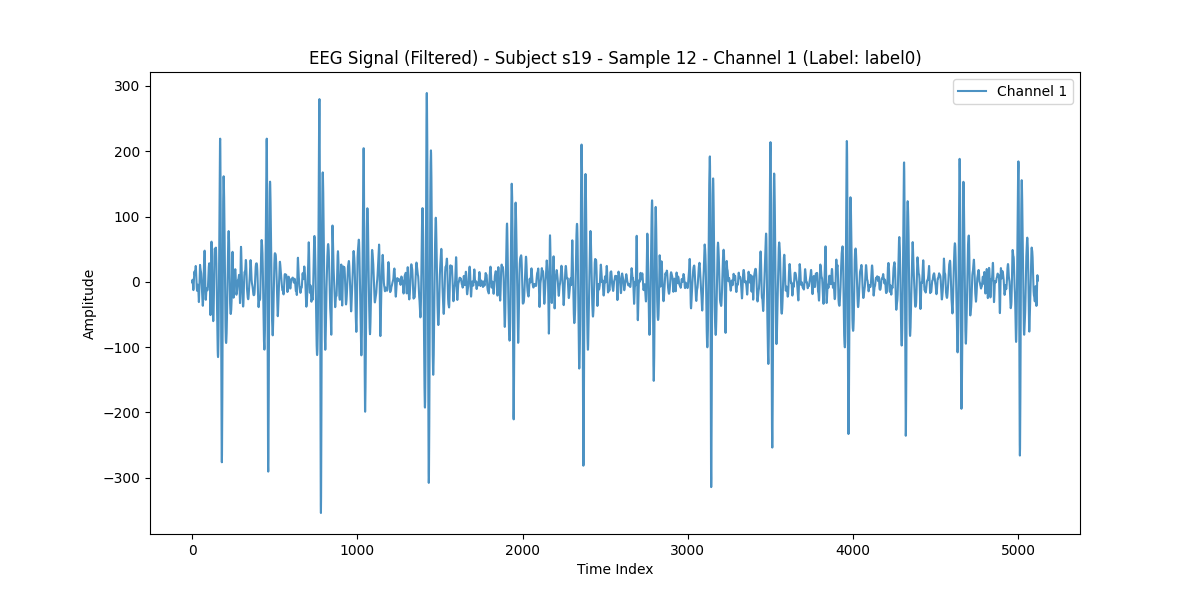 EEG Signal (Filtered) - Subject s19 - Sample 12 - Channel 1 (Label: label0)
Channel 1
300
200
100
0
−100
−200
−300
Amplitude
0 1000 2000 3000 4000 5000
Time Index